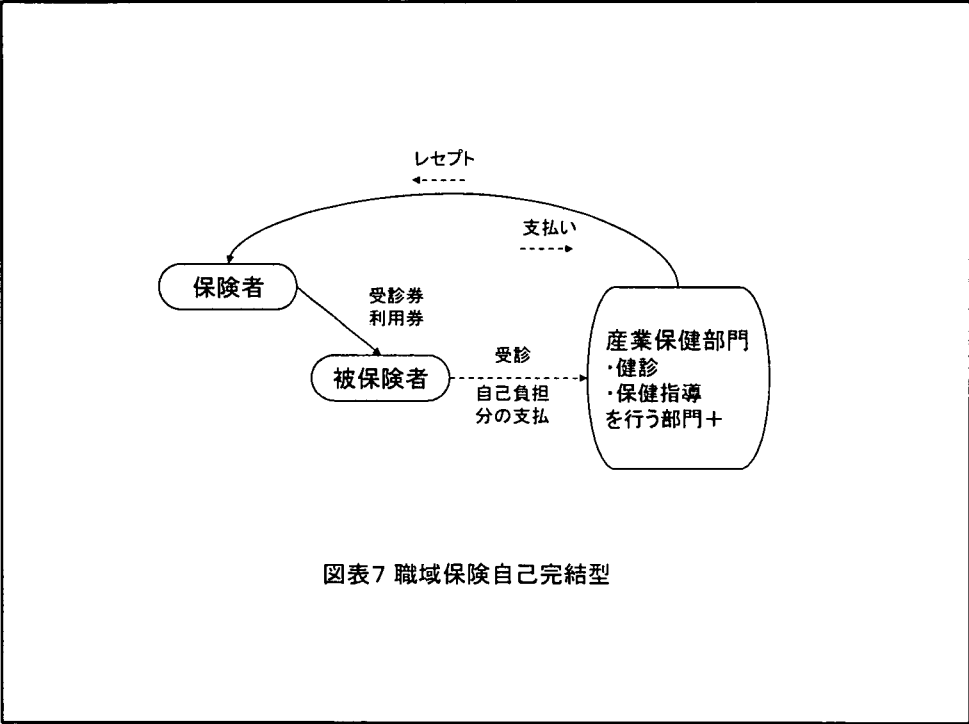 レセプト
支払い
保険者
受診券
利用券
被保険者
受診
自己負担
分の支払
産業保健部門
・健診
・保健指導
を行う部門＋
図表7 職域保険自己完結型